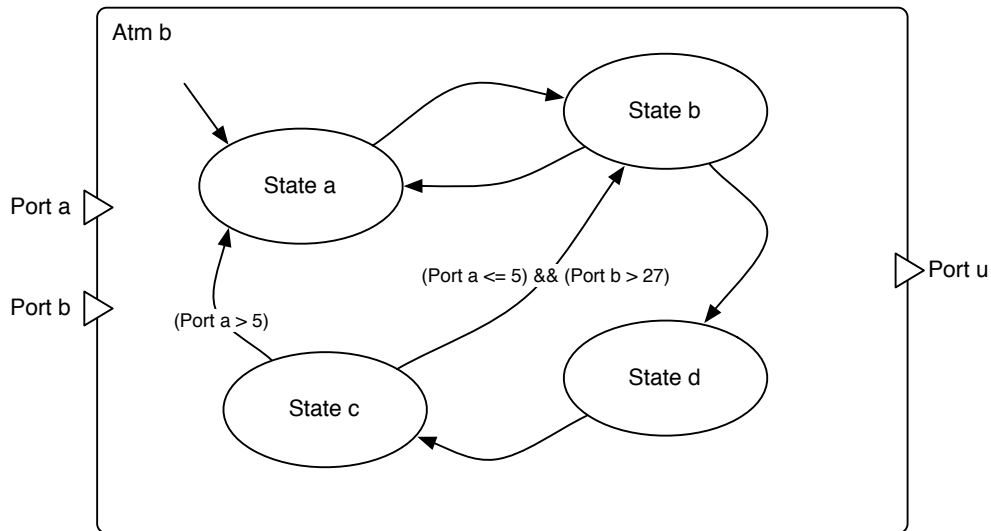 Atm b
State b
State a
Port a
(Port a <= 5) && (Port b > 27)
Port u
Port b
(Port a > 5)
State d
State c